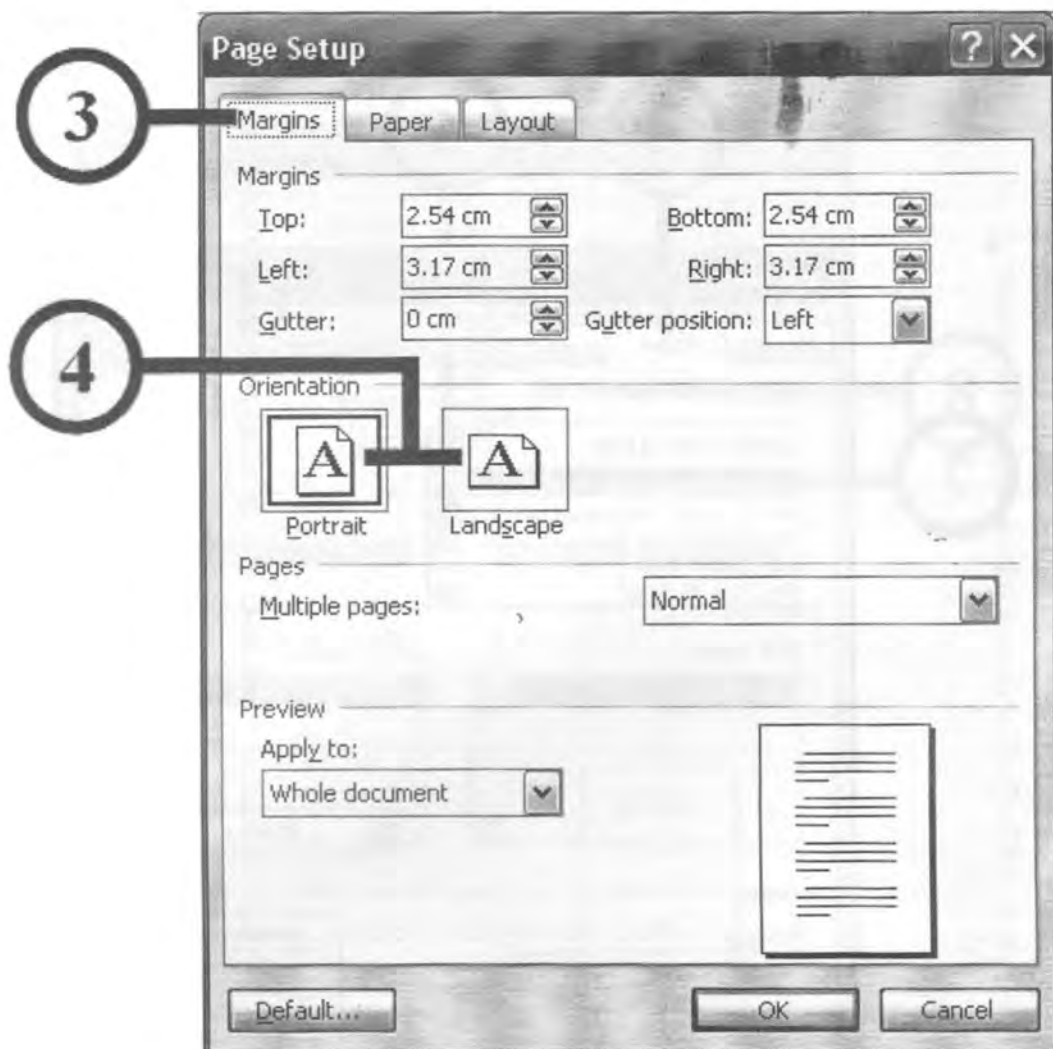 Page Setup
3
Margins Paper Layout
Margins
Top: 2.54 cm Bottom: 2.54 cm
Left: 3.17 cm Right: 3.17 cm
Gutter: 0 cm Gutter position: Left
4
Orientation
A A
Portrait Landscape
Pages
Multiple pages: Normal
Preview
Apply to:
Whole document
Default... OK Cancel